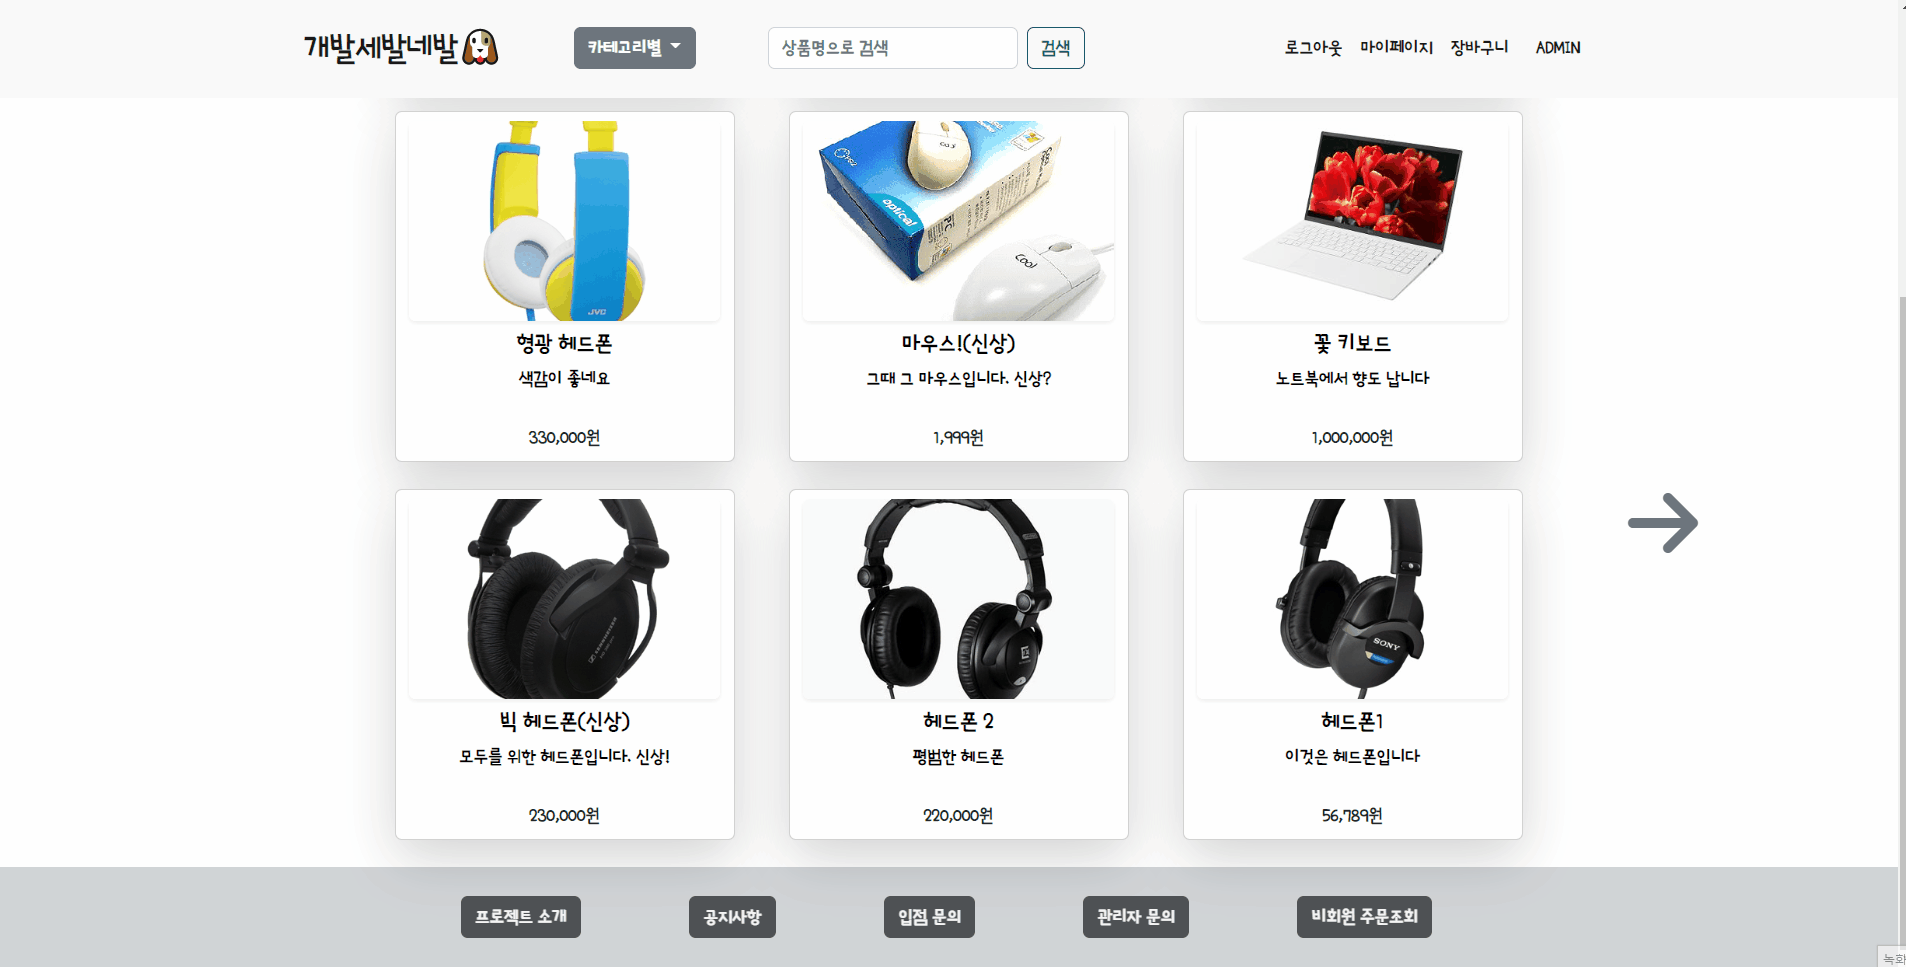 개발세발네발
카테고리별
상품명으로 검색
검색
로그아웃 마이페이지 장바구니 ADMIN
JVC
형광 헤드폰
색감이 좋네요
330,000원
optical
Cool
마우스!(신상)
그때 그 마우스입니다. 신상?
1,999원
꽃 키보드
노트북에서 향도 납니다
1,000,000원
SENNHEISER
빅 헤드폰(신상)
모두를 위한 헤드폰입니다. 신상!
230,000원
헤드폰 2
평범한 헤드폰
220,000원
SONY
헤드폰1
이것은 헤드폰입니다
56,789원
프로젝트 소개
공지사항
입점 문의
관리자 문의
비회원 주문조회
녹화